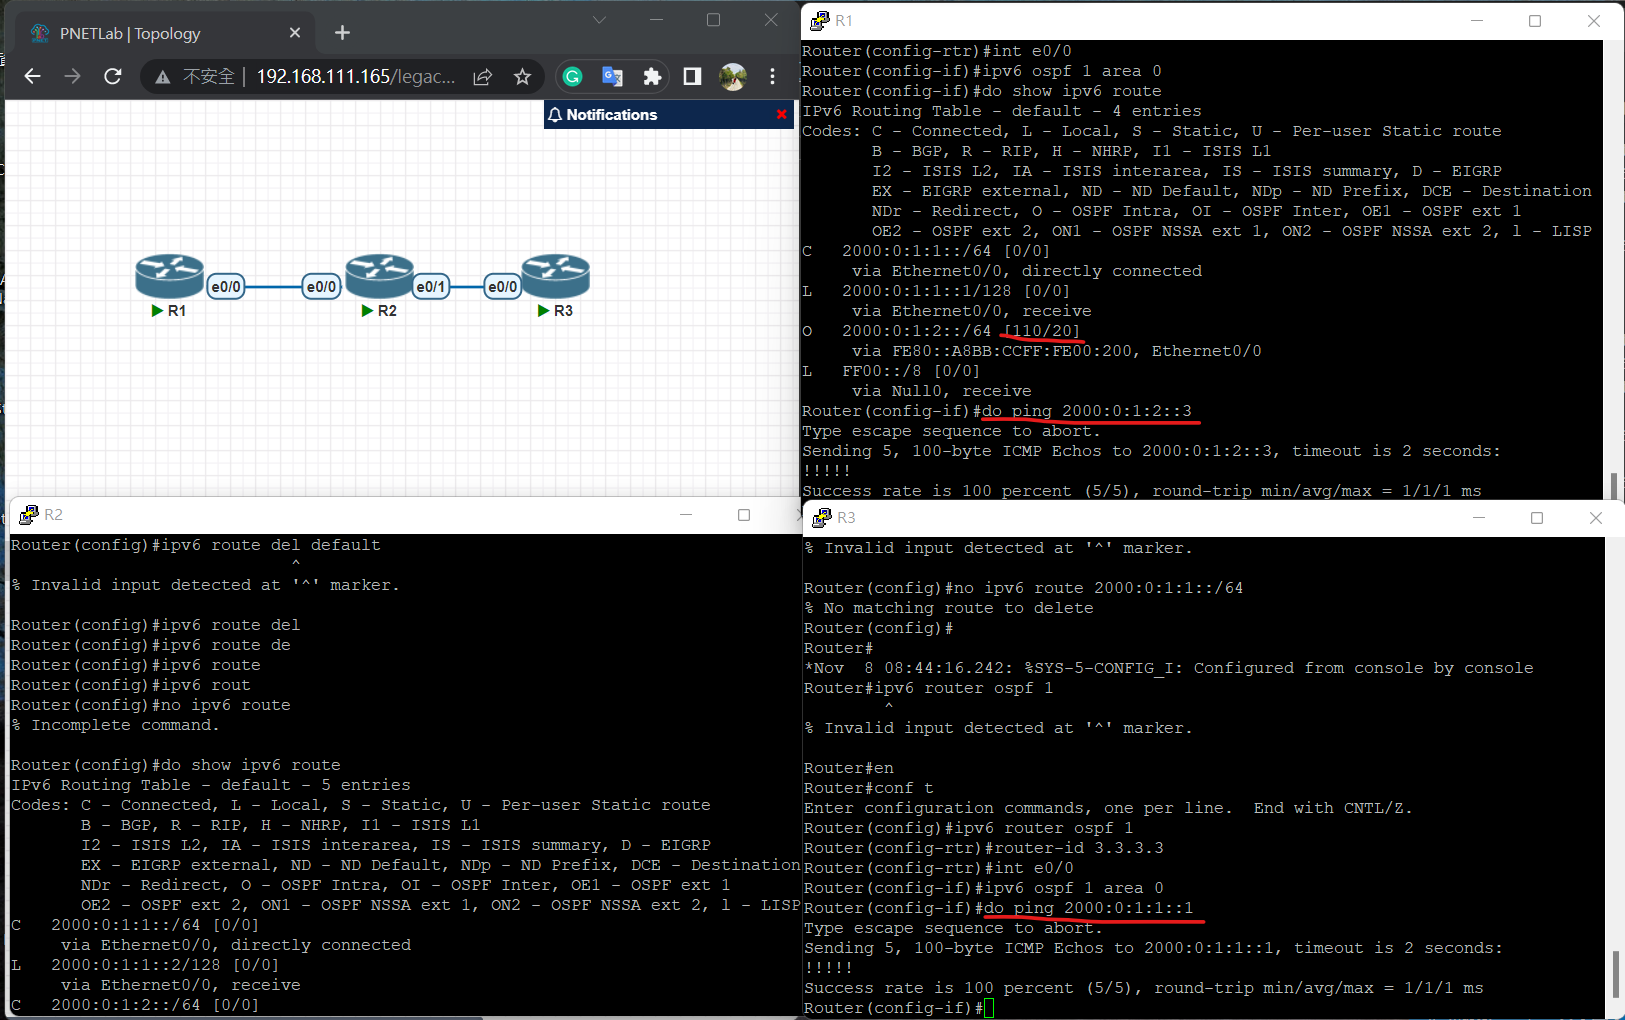 PNETLab | Topology
不安全
192.168.111.165/legac...
Notifications
e0/0
e0/0
e0/1
e0/0
R1
R2
R3
R1
Router(config-rtr)#int e0/0
Router(config-if)#ipv6 ospf 1 area 0
Router(config-if)#do show ipv6 route
IPv6 Routing Table - default - 4 entries
Codes: C - Connected, L - Local, S - Static, U - Per-user Static route
B - BGP, R - RIP, H - NHRP, I1 - ISIS L1
I2 - ISIS L2, IA - ISIS interarea, IS - ISIS summary, D - EIGRP
EX - EIGRP external, ND - ND Default, NDp - ND Prefix, DCE - Destination
NDr - Redirect, O - OSPF Intra, OI - OSPF Inter, OE1 - OSPF ext 1
OE2 - OSPF ext 2, ON1 - OSPF NSSA ext 1, ON2 - OSPF NSSA ext 2, l - LISP
C 2000:0:1:1::/64 [0/0]
via Ethernet0/0, directly connected
L 2000:0:1:1::1/128 [0/0]
via Ethernet0/0, receive
O 2000:0:1:2::/64 [110/20]
via FE80::A8BB:CCFF:FE00:200, Ethernet0/0
L FF00::/8 [0/0]
via Null0, receive
Router(config-if)#do ping 2000:0:1:2::3
Type escape sequence to abort.
Sending 5, 100-byte ICMP Echos to 2000:0:1:2::3, timeout is 2 seconds:
!!!!!
Success rate is 100 percent (5/5), round-trip min/avg/max = 1/1/1 ms
R2
Router(config)#ipv6 route del default
^
% Invalid input detected at '^' marker.
Router(config)#ipv6 route del
Router(config)#ipv6 route de
Router(config)#ipv6 route
Router(config)#ipv6 rout
Router(config)#no ipv6 route
% Incomplete command.
Router(config)#do show ipv6 route
IPv6 Routing Table - default - 5 entries
Codes: C - Connected, L - Local, S - Static, U - Per-user Static route
B - BGP, R - RIP, H - NHRP, I1 - ISIS L1
I2 - ISIS L2, IA - ISIS interarea, IS - ISIS summary, D - EIGRP
EX - EIGRP external, ND - ND Default, NDp - ND Prefix, DCE - Destination
NDr - Redirect, O - OSPF Intra, OI - OSPF Inter, OE1 - OSPF ext 1
OE2 - OSPF ext 2, ON1 - OSPF NSSA ext 1, ON2 - OSPF NSSA ext 2, l - LISP
C 2000:0:1:1::/64 [0/0]
via Ethernet0/0, directly connected
L 2000:0:1:1::2/128 [0/0]
via Ethernet0/0, receive
C 2000:0:1:2::/64 [0/0]
R3
% Invalid input detected at '^' marker.
Router(config)#no ipv6 route 2000:0:1:1::/64
% No matching route to delete
Router(config)#
Router#
*Nov 8 08:44:16.242: %SYS-5-CONFIG_I: Configured from console by console
Router#ipv6 router ospf 1
^
% Invalid input detected at '^' marker.
Router#en
Router#conf t
Enter configuration commands, one per line. End with CNTL/Z.
Router(config)#ipv6 router ospf 1
Router(config-rtr)#router-id 3.3.3.3
Router(config-rtr)#int e0/0
Router(config-if)#ipv6 ospf 1 area 0
Router(config-if)#do ping 2000:0:1:1::1
Type escape sequence to abort.
Sending 5, 100-byte ICMP Echos to 2000:0:1:1::1, timeout is 2 seconds:
!!!!!
Success rate is 100 percent (5/5), round-trip min/avg/max = 1/1/1 ms
Router(config-if)#